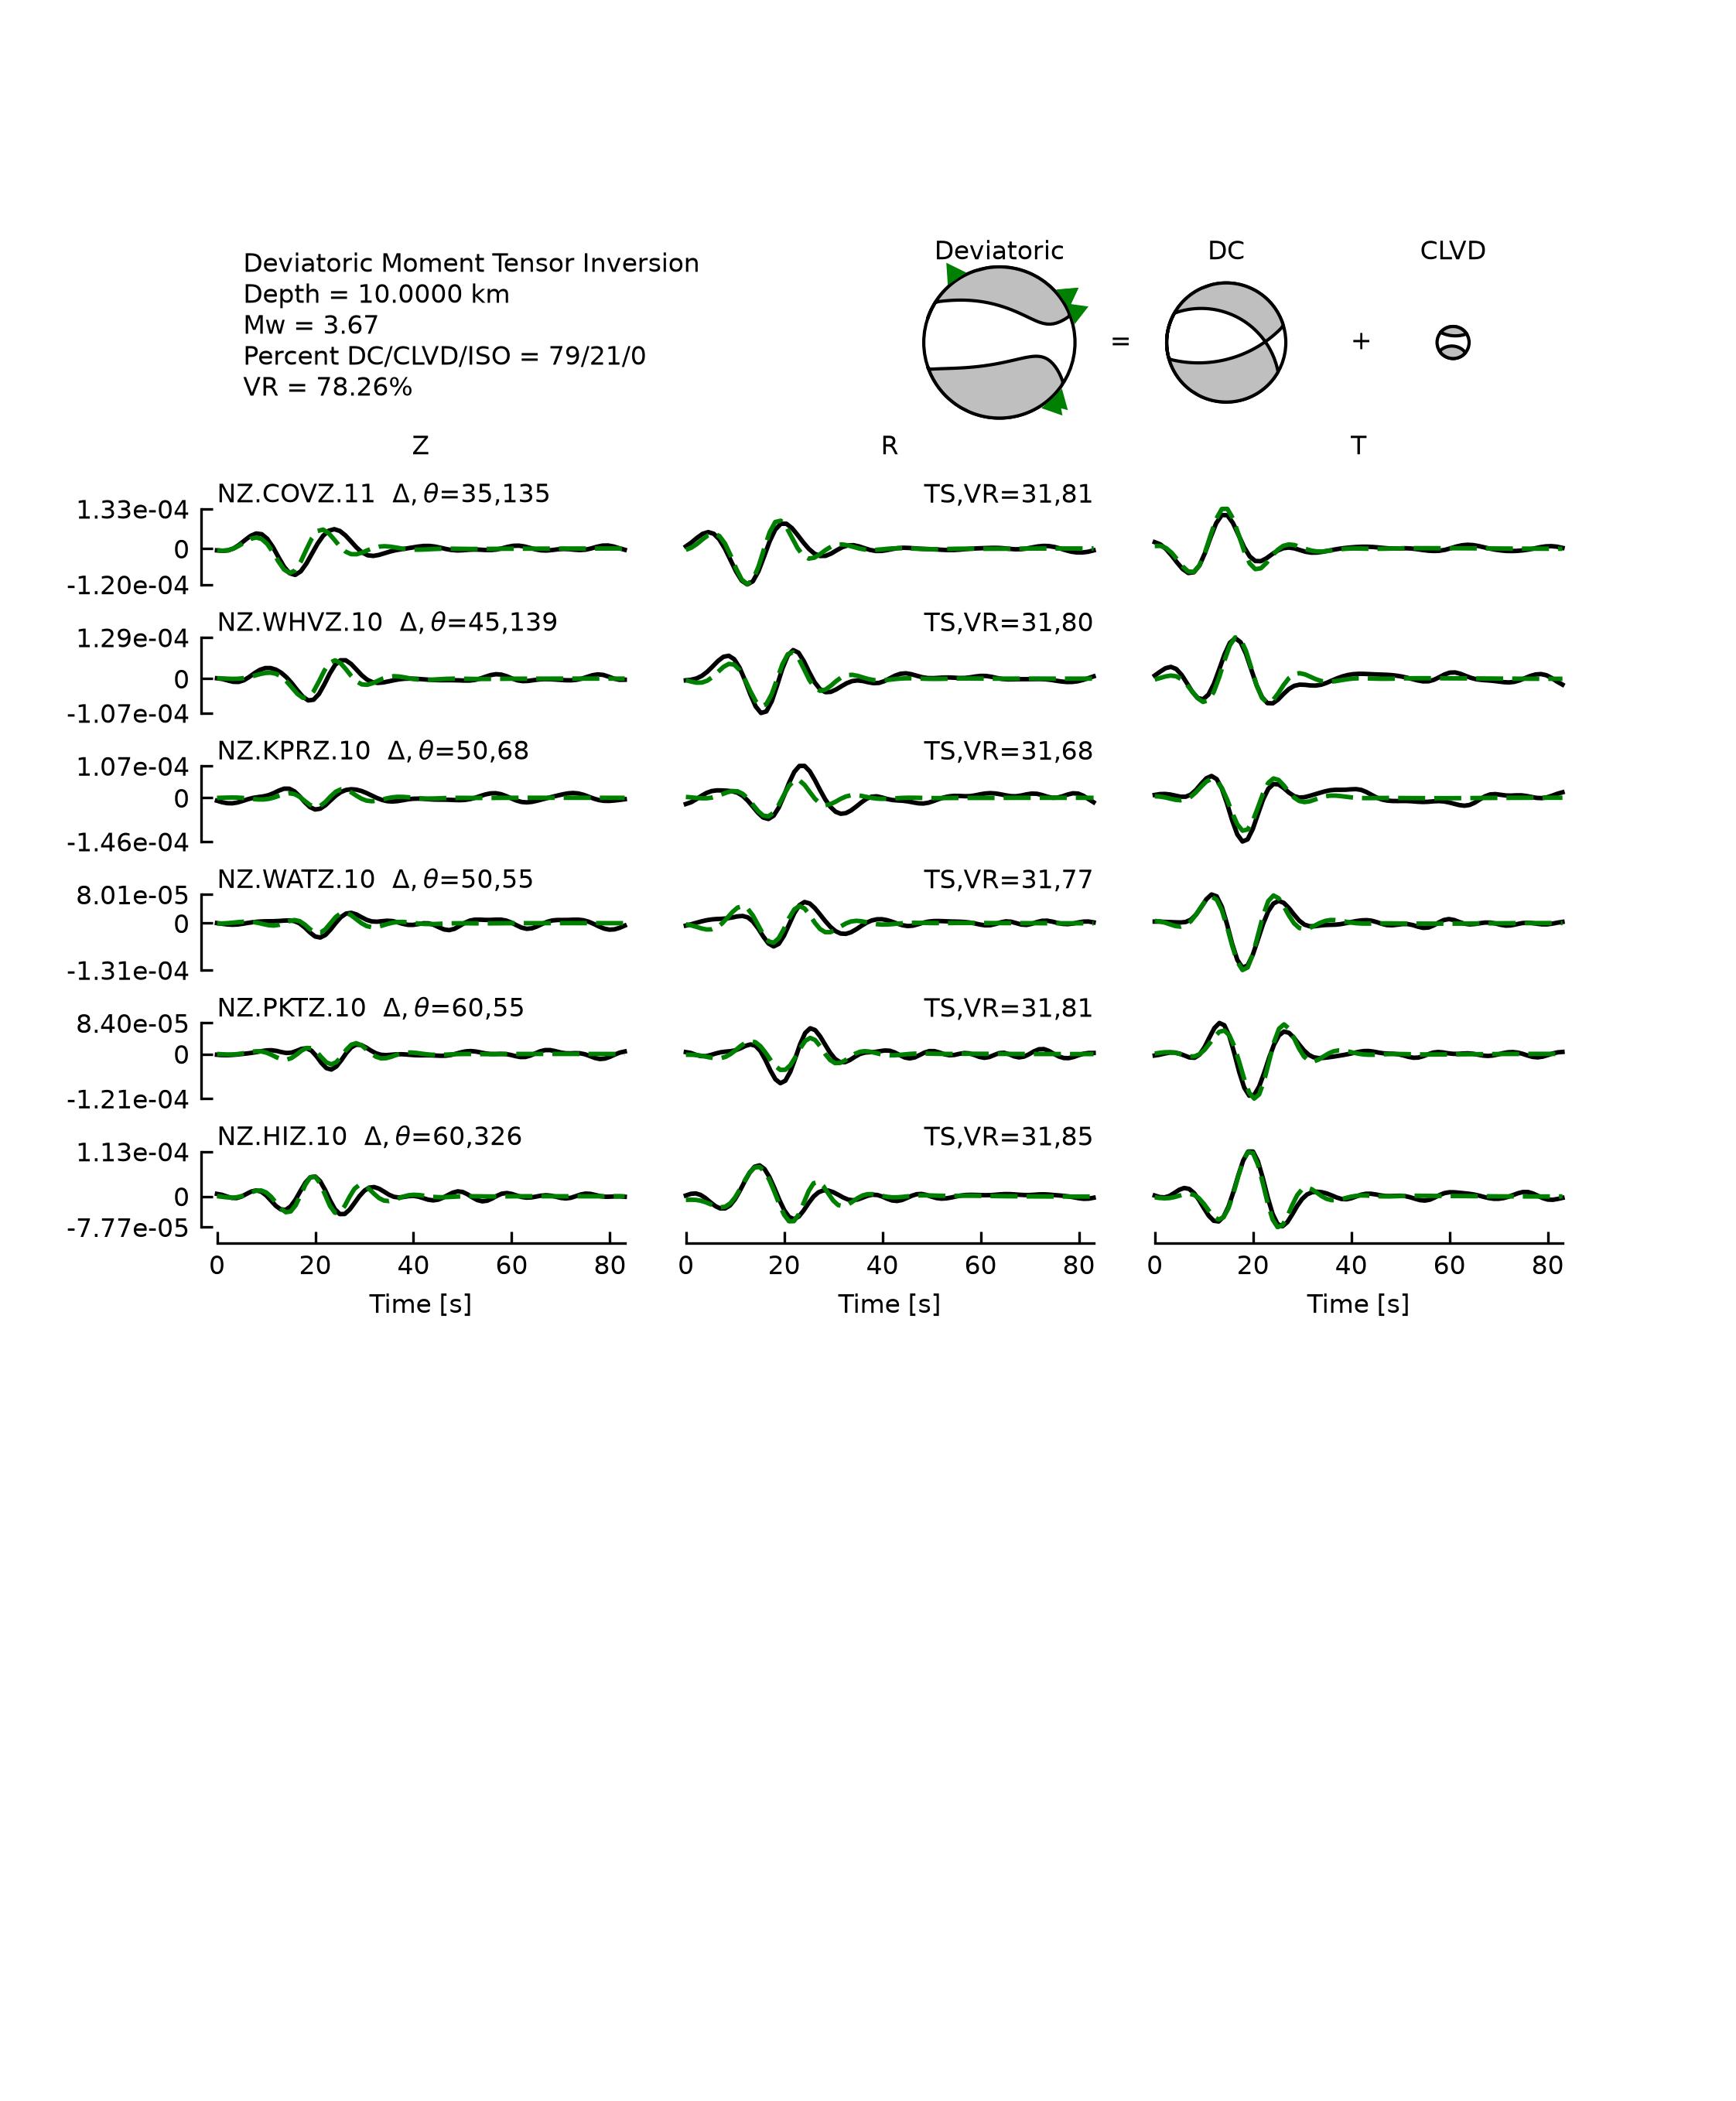 Deviatoric Moment Tensor Inversion
Depth = 10.0000 km
Mw = 3.67
Percent DC/CLVD/ISO = 79/21/0
VR = 78.26%
Deviatoric DC CLVD
= +
Z R T
NZ.COVZ.11 Δ,θ=35,135 TS,VR=31,81
1.33e-04
0
-1.20e-04
NZ.WHVZ.10 Δ,θ=45,139 TS,VR=31,80
1.29e-04
0
-1.07e-04
NZ.KPRZ.10 Δ,θ=50,68 TS,VR=31,68
1.07e-04
0
-1.46e-04
NZ.WATZ.10 Δ,θ=50,55 TS,VR=31,77
8.01e-05
0
-1.31e-04
NZ.PKTZ.10 Δ,θ=60,55 TS,VR=31,81
8.40e-05
0
-1.21e-04
NZ.HIZ.10 Δ,θ=60,326 TS,VR=31,85
1.13e-04
0
-7.77e-05
0 20 40 60 80 0 20 40 60 80 0 20 40 60 80
Time [s] Time [s] Time [s]